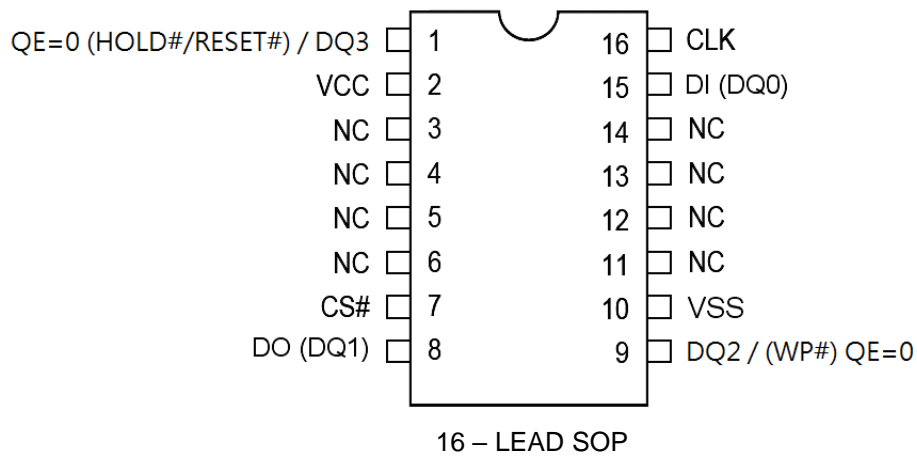 QE=0 (HOLD#/RESET#) / DQ3 1 16 CLK
VCC 2 15 DI (DQ0)
NC 3 14 NC
NC 4 13 NC
NC 5 12 NC
NC 6 11 NC
CS# 7 10 VSS
DO (DQ1) 8 9 DQ2 / (WP#) QE=0
16 – LEAD SOP